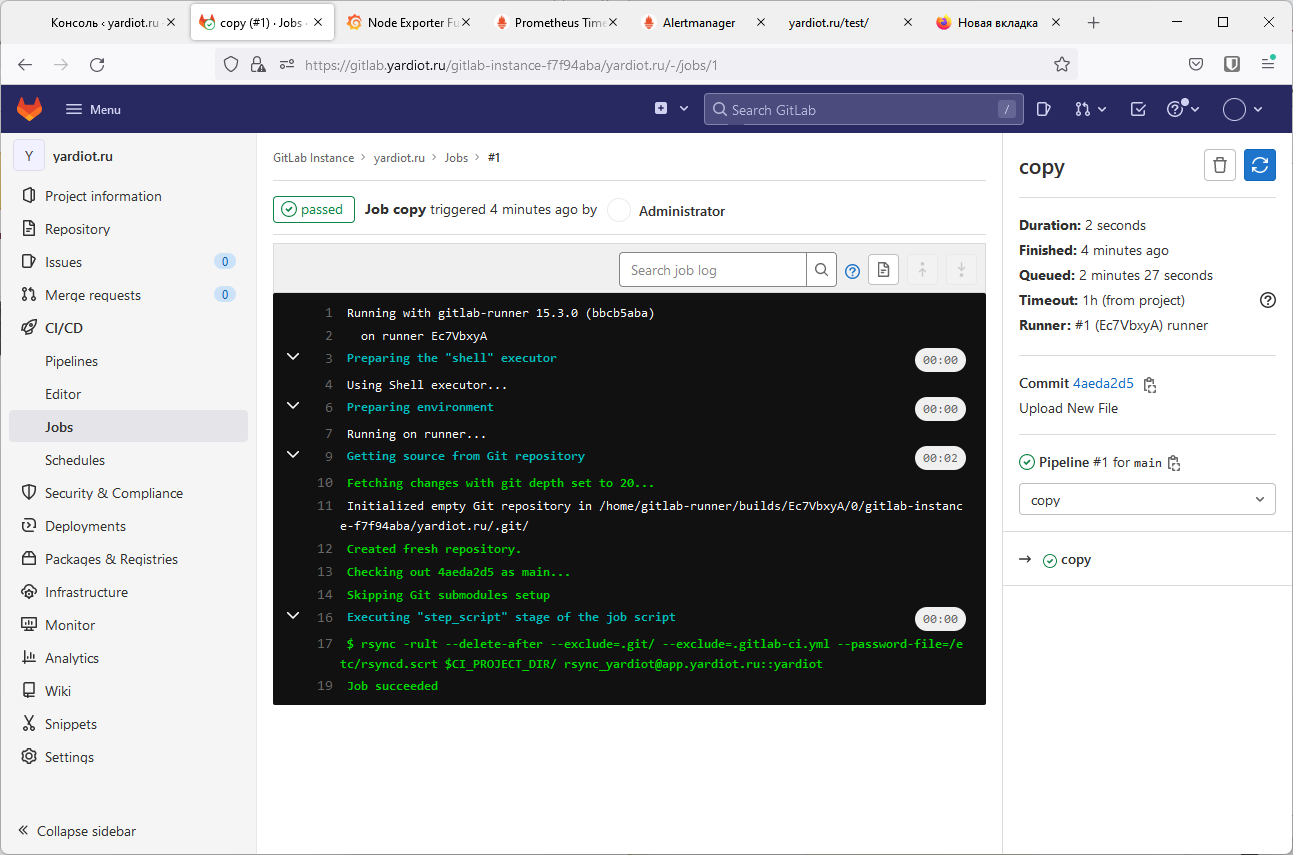 Консоль ‹ yardiot.ru
copy (#1) · Jobs ·
Node Exporter Fu
Prometheus Time
Alertmanager
yardiot.ru/test/
Новая вкладка
https://gitlab.yardiot.ru/gitlab-instance-f7f94aba/yardiot.ru/-/jobs/1
Menu
Search GitLab
/
Y
yardiot.ru
Project information
Repository
Issues
0
Merge requests
0
CI/CD
Pipelines
Editor
Jobs
Schedules
Security & Compliance
Deployments
Packages & Registries
Infrastructure
Monitor
Analytics
Wiki
Snippets
Settings
Collapse sidebar
GitLab Instance › yardiot.ru › Jobs › #1
passed
Job copy triggered 4 minutes ago by Administrator
Search job log
1 Running with gitlab-runner 15.3.0 (bbcb5aba)
2 on runner Ec7VbxyA
3 Preparing the "shell" executor 00:00
4 Using Shell executor...
6 Preparing environment 00:00
7 Running on runner...
9 Getting source from Git repository 00:02
10 Fetching changes with git depth set to 20...
11 Initialized empty Git repository in /home/gitlab-runner/builds/Ec7VbxyA/0/gitlab-instanc
e-f7f94aba/yardiot.ru/.git/
12 Created fresh repository.
13 Checking out 4aeda2d5 as main...
14 Skipping Git submodules setup
16 Executing "step_script" stage of the job script 00:00
17 $ rsync -rult --delete-after --exclude=.git/ --exclude=.gitlab-ci.yml --password-file=/e
tc/rsyncd.scrt $CI_PROJECT_DIR/ rsync_yardiot@app.yardiot.ru::yardiot
19 Job succeeded
copy
Duration: 2 seconds
Finished: 4 minutes ago
Queued: 2 minutes 27 seconds
Timeout: 1h (from project)
Runner: #1 (Ec7VbxyA) runner
Commit 4aeda2d5
Upload New File
Pipeline #1 for main
copy
→ copy